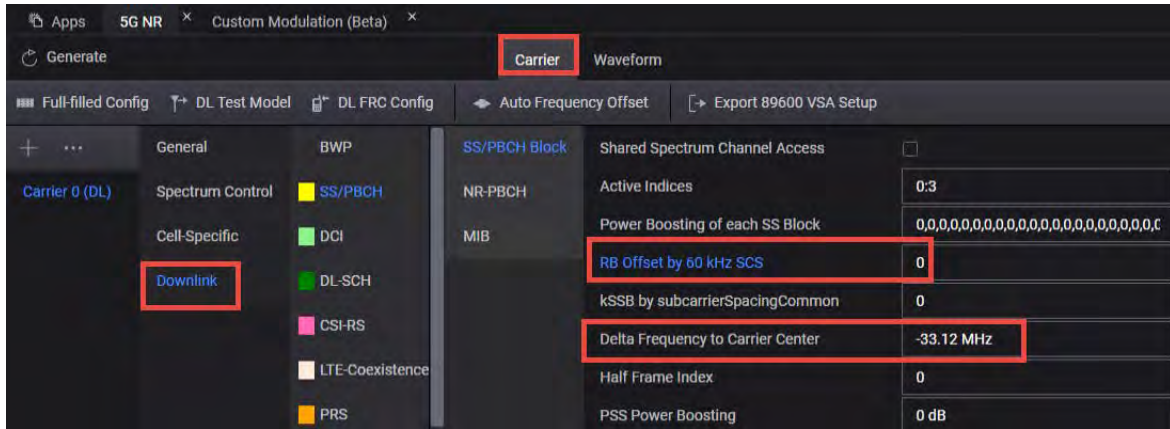 Apps 5G NR × Custom Modulation (Beta) ×
Generate Carrier Waveform
Full-filled Config DL Test Model DL FRC Config Auto Frequency Offset Export 89600 VSA Setup
+ ... General BWP SS/PBCH Block Shared Spectrum Channel Access
Carrier 0 (DL) Spectrum Control SS/PBCH NR-PBCH Active Indices 0:3
Cell-Specific DCI MIB Power Boosting of each SS Block 0,0,0,0,0,0,0,0,0,0,0,0,0,0,0,0,0,0,0,0,0,
RB Offset by 60 kHz SCS 0
Downlink DL-SCH kSSB by subcarrierSpacingCommon 0
CSI-RS Delta Frequency to Carrier Center -33.12 MHz
LTE-Coexistence Half Frame Index 0
PRS PSS Power Boosting 0 dB